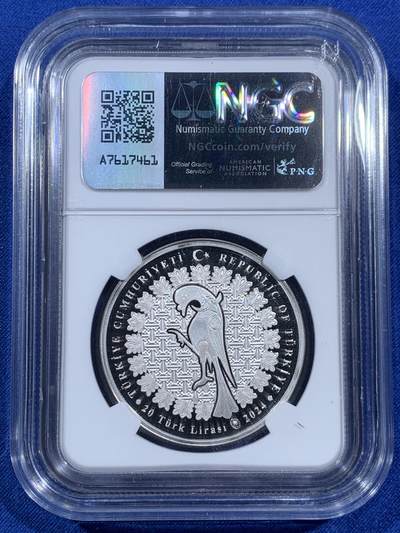 NGC
Numismatic Guaranty Company
NGCcoin.com/verify
A7617461
Official Grading
Service of
AMERICAN
NUMISMATIC
ASSOCIATION
P·N·G
TÜRKİYE CUMHURİYETİ REPUBLIC OF TÜRKİYE
20 Türk Lirası 2024